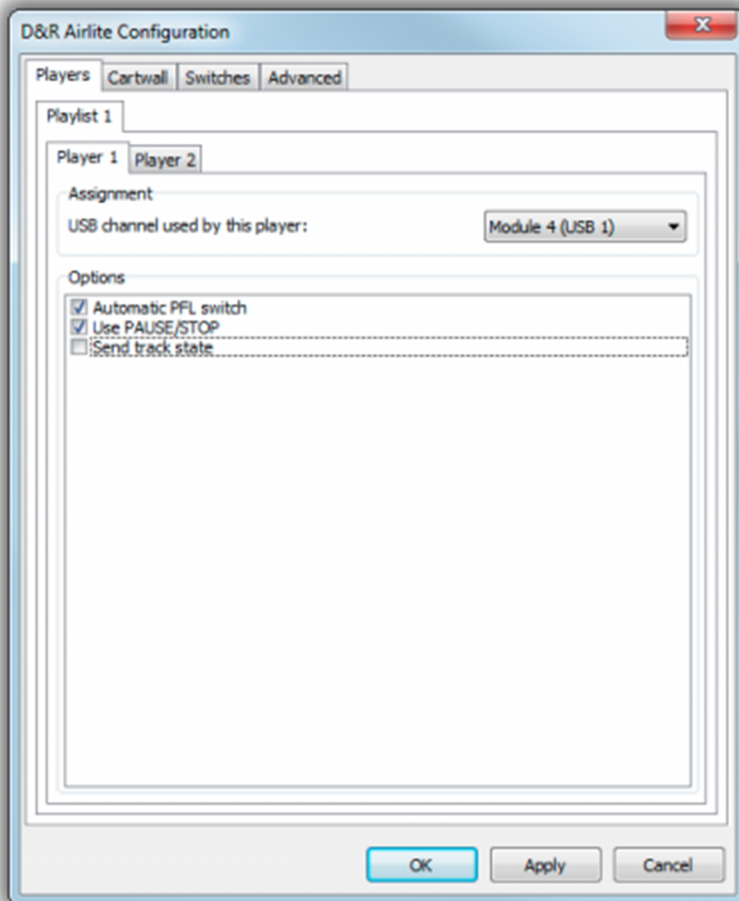 D&R Airlite Configuration
Players Cartwall Switches Advanced
Playlist 1
Player 1 Player 2
Assignment
USB channel used by this player: Module 4 (USB 1)
Options
Automatic PFL switch
Use PAUSE/STOP
Send track state
OK Apply Cancel